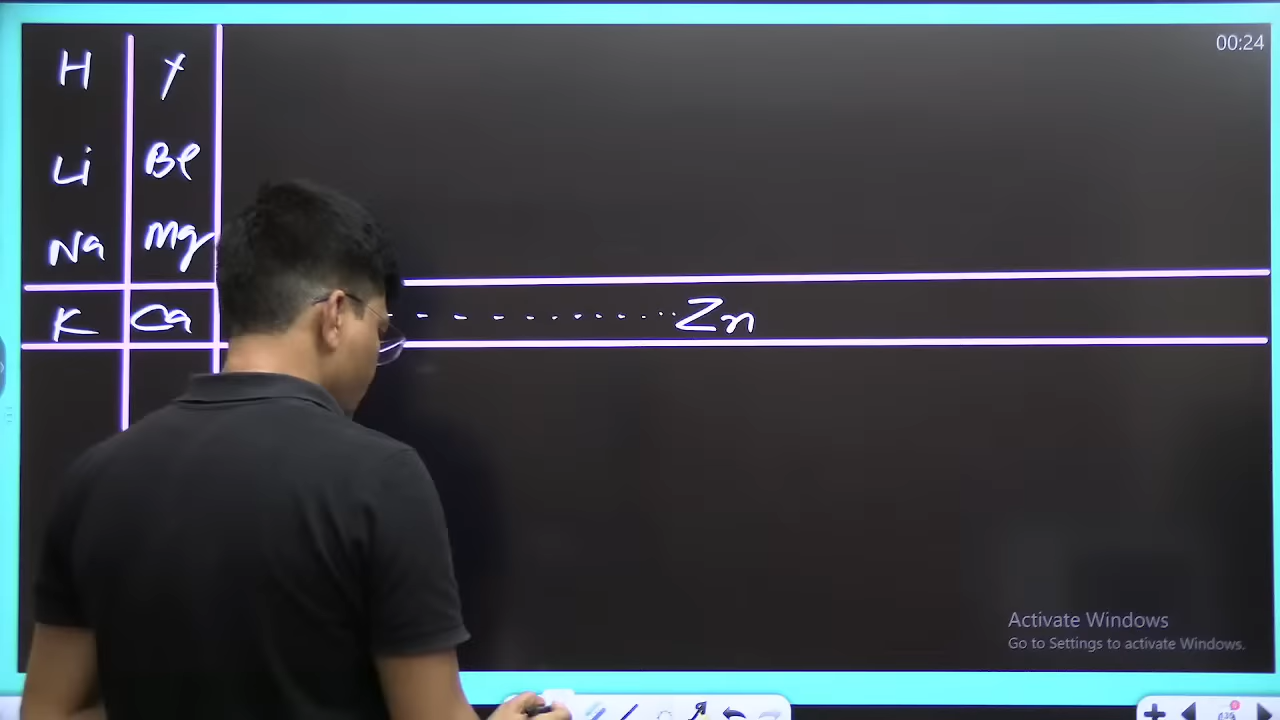 00:24
H Y
Li Be
Na Mg
K Ca - - - . . . . . . . . . Zn
Activate Windows
Go to Settings to activate Windows.